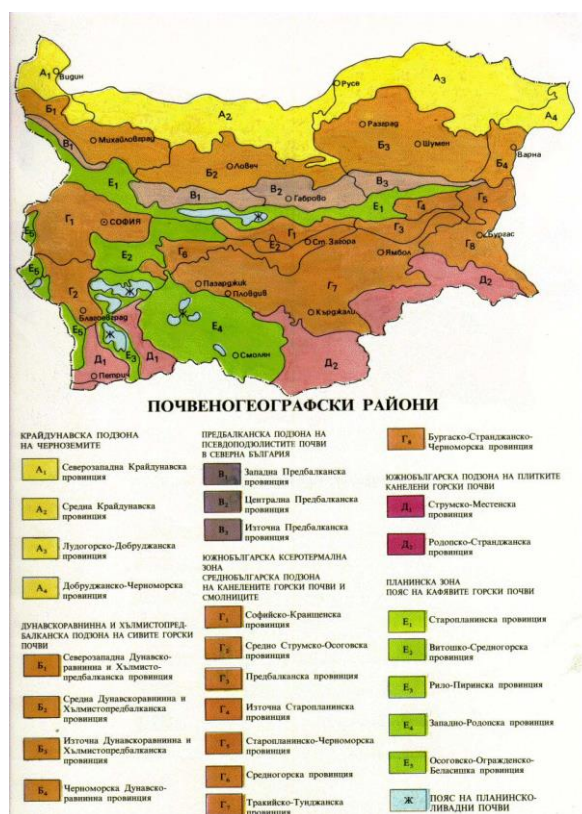 А₁
Видин
Б₁
В₁
Михайловград
А₂
Русе
А₃
А₄
Разград
Б₃
Шумен
Варна
Б₄
Ловеч
Б₂
Е₁
В₁
В₂
Габрово
В₃
Е₁
Г₄
Г₅
Г₁
СОФИЯ
Ж
Г₁
Г₃
Е₂
Ст. Загора
Бургас
Г₈
Ямбол
Е₅
Е₂
Г₆
Пазарджик
Пловдив
Г₇
Д₂
Е₅
Г₂
Ж
Благоевград
Ж
Ж
Е₄
Кърджали
Е₅
Д₁
Е₃
Д₁
Смолян
Д₂
Петрич
ПОЧВЕНОГЕОГРАФСКИ РАЙОНИ
КРАЙДУНАВСКА ПОДЗОНА
НА ЧЕРНОЗЕМИТЕ
А₁ Северозападна Крайдунавска
провинция
А₂ Средна Крайдунавска
провинция
А₃ Лудогорско-Добруджанска
провинция
А₄ Добруджанско-Черноморска
провинция
ДУНАВСКОРАВНИННА И ХЪЛМИСТОПРЕД-
БАЛКАНСКА ПОДЗОНА НА СИВИТЕ ГОРСКИ
ПОЧВИ
Б₁ Северозападна Дунавско-
равнинна и Хълмисто-
предбалканска провинция
Б₂ Средна Дунавскоравнинна и
Хълмистопредбалканска
провинция
Б₃ Източна Дунавскоравнинна и
Хълмистопредбалканска
провинция
Б₄ Черноморска Дунавско-
равнинна провинция
ПРЕДБАЛКАНСКА ПОДЗОНА НА
ПСЕВДОПОДЗОЛИСТИТЕ ПОЧВИ
В СЕВЕРНА БЪЛГАРИЯ
В₁ Западна Предбалканска
провинция
В₂ Централна Предбалканска
провинция
В₃ Източна Предбалканска
провинция
ЮЖНОБЪЛГАРСКА КСЕРОТЕРМАЛНА
ЗОНА
СРЕДНОБЪЛГАРСКА ПОДЗОНА
НА КАНЕЛЕНИТЕ ГОРСКИ ПОЧВИ И
СМОЛНИЦИТЕ
Г₁ Софийско-Краищенска
провинция
Г₂ Средно Струмско-Осоговска
провинция
Г₃ Предбалканска провинция
Г₄ Източна Старопланинска
провинция
Г₅ Старопланинско-Черноморска
провинция
Г₆ Средногорска провинция
Г₇ Тракийско-Тунджанска
провинция
Г₈ Бургаско-Странджанско-
Черноморска провинция
ЮЖНОБЪЛГАРСКА ПОДЗОНА НА ПЛИТКИТЕ
КАНЕЛЕНИ ГОРСКИ ПОЧВИ
Д₁ Струмско-Местенска
провинция
Д₂ Родопско-Странджанска
провинция
ПЛАНИНСКА ЗОНА
ПОЯС НА КАФЯВИТЕ ГОРСКИ ПОЧВИ
Е₁ Старопланинска провинция
Е₂ Витошко-Средногорска
провинция
Е₃ Рило-Пиринска провинция
Е₄ Западно-Родопска провинция
Е₅ Осоговско-Огражденско-
Беласишка провинция
Ж ПОЯС НА ПЛАНИНСКО-
ЛИВАДНИ ПОЧВИ